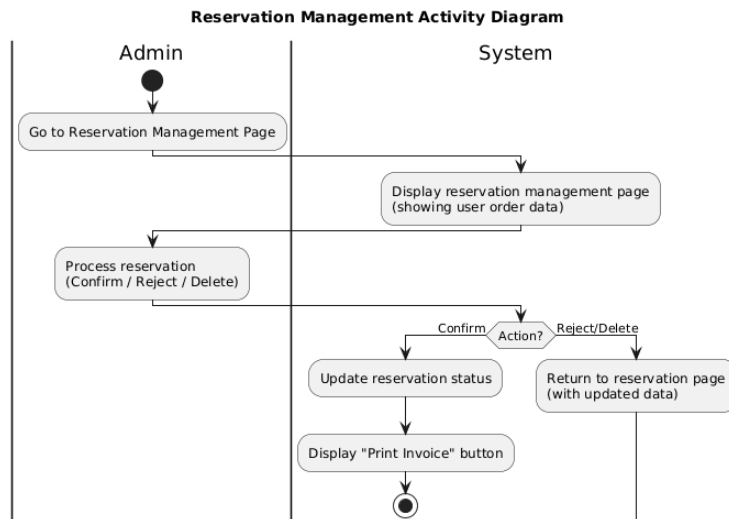 Reservation Management Activity Diagram
Admin
System
Go to Reservation Management Page
Display reservation management page
(showing user order data)
Process reservation
(Confirm / Reject / Delete)
Confirm
Action?
Reject/Delete
Update reservation status
Return to reservation page
(with updated data)
Display "Print Invoice" button